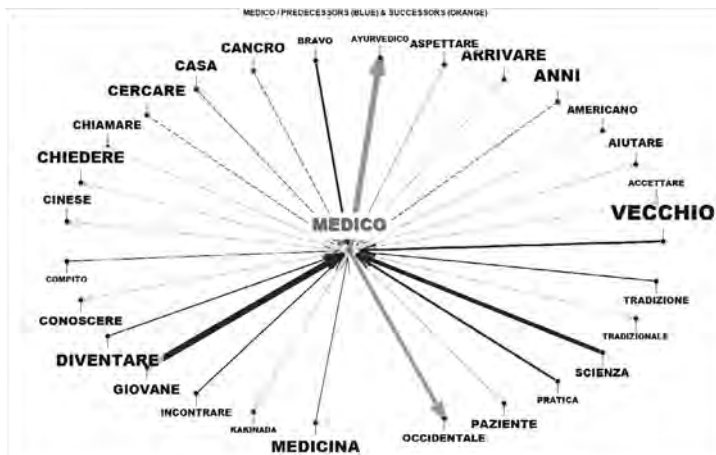 MEDICO / PREDECESSORS (BLUE) & SUCCESSORS (ORANGE)
BRAVO
AYURVEDICO
ASPETTARE
ARRIVARE
ANNI
AMERICANO
AIUTARE
ACCETTARE
VECCHIO
TRADIZIONE
TRADIZIONALE
SCIENZA
PRATICA
PAZIENTE
OCCIDENTALE
MEDICINA
KAKINADA
INCONTRARE
GIOVANE
DIVENTARE
CONOSCERE
COMPITO
CINESE
CHIEDERE
CHIAMARE
CERCARE
CASA
CANCRO
MEDICO